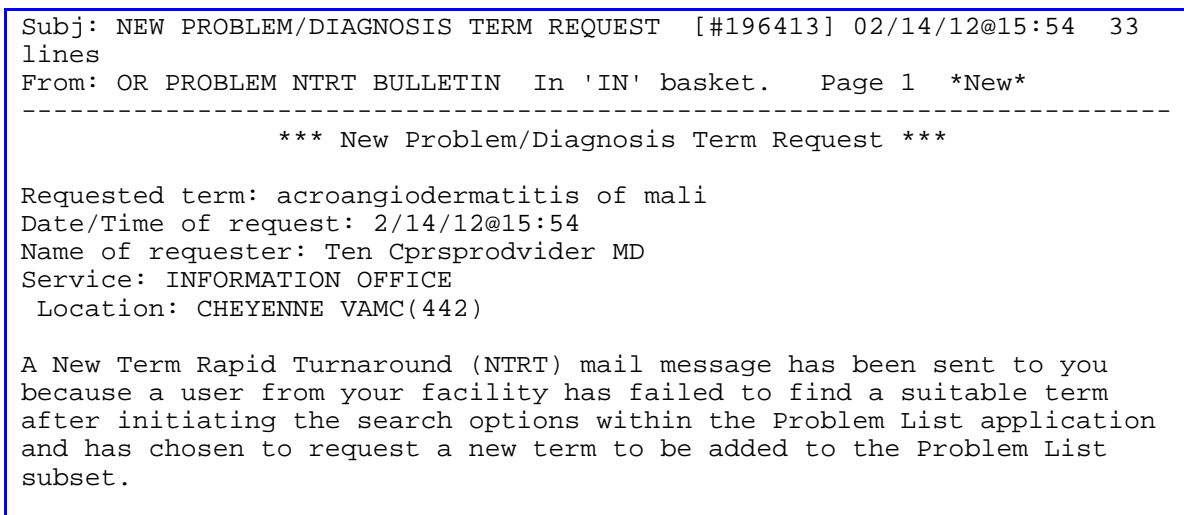 Subj: NEW PROBLEM/DIAGNOSIS TERM REQUEST  [#196413] 02/14/12@15:54  33
lines
From: OR PROBLEM NTRT BULLETIN  In 'IN' basket.   Page 1  *New*
------------------------------------------------------------------------
*** New Problem/Diagnosis Term Request ***
Requested term: acroangiodermatitis of mali
Date/Time of request: 2/14/12@15:54
Name of requester: Ten Cprsprodvider MD
Service: INFORMATION OFFICE
Location: CHEYENNE VAMC(442)
A New Term Rapid Turnaround (NTRT) mail message has been sent to you
because a user from your facility has failed to find a suitable term
after initiating the search options within the Problem List application
and has chosen to request a new term to be added to the Problem List
subset.